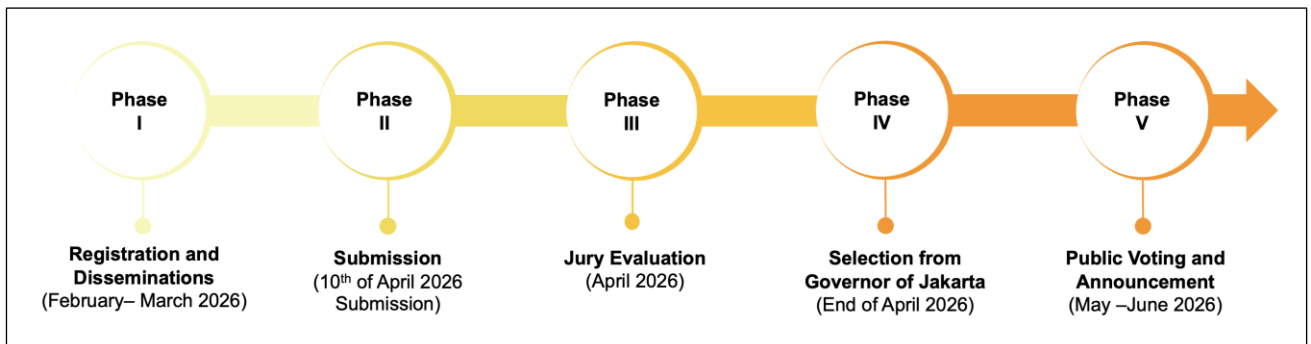 Phase
I
Phase
II
Phase
III
Phase
IV
Phase
V
Registration and
Disseminations
(February– March 2026)
Submission
(10th of April 2026
Submission)
Jury Evaluation
(April 2026)
Selection from
Governor of Jakarta
(End of April 2026)
Public Voting and
Announcement
(May –June 2026)